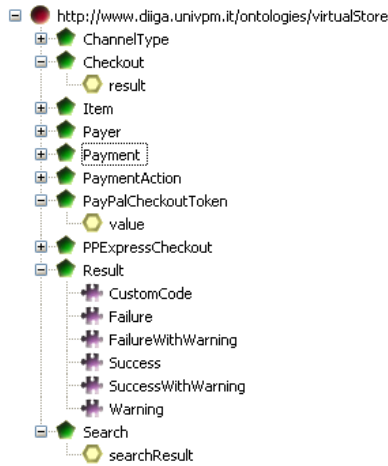 http://www.diiga.univpm.it/ontologies/virtualStore
ChannelType
Checkout
result
Item
Payer
Payment
PaymentAction
PayPalCheckoutToken
value
PPExpressCheckout
Result
CustomCode
Failure
FailureWithWarning
Success
SuccessWithWarning
Warning
Search
searchResult